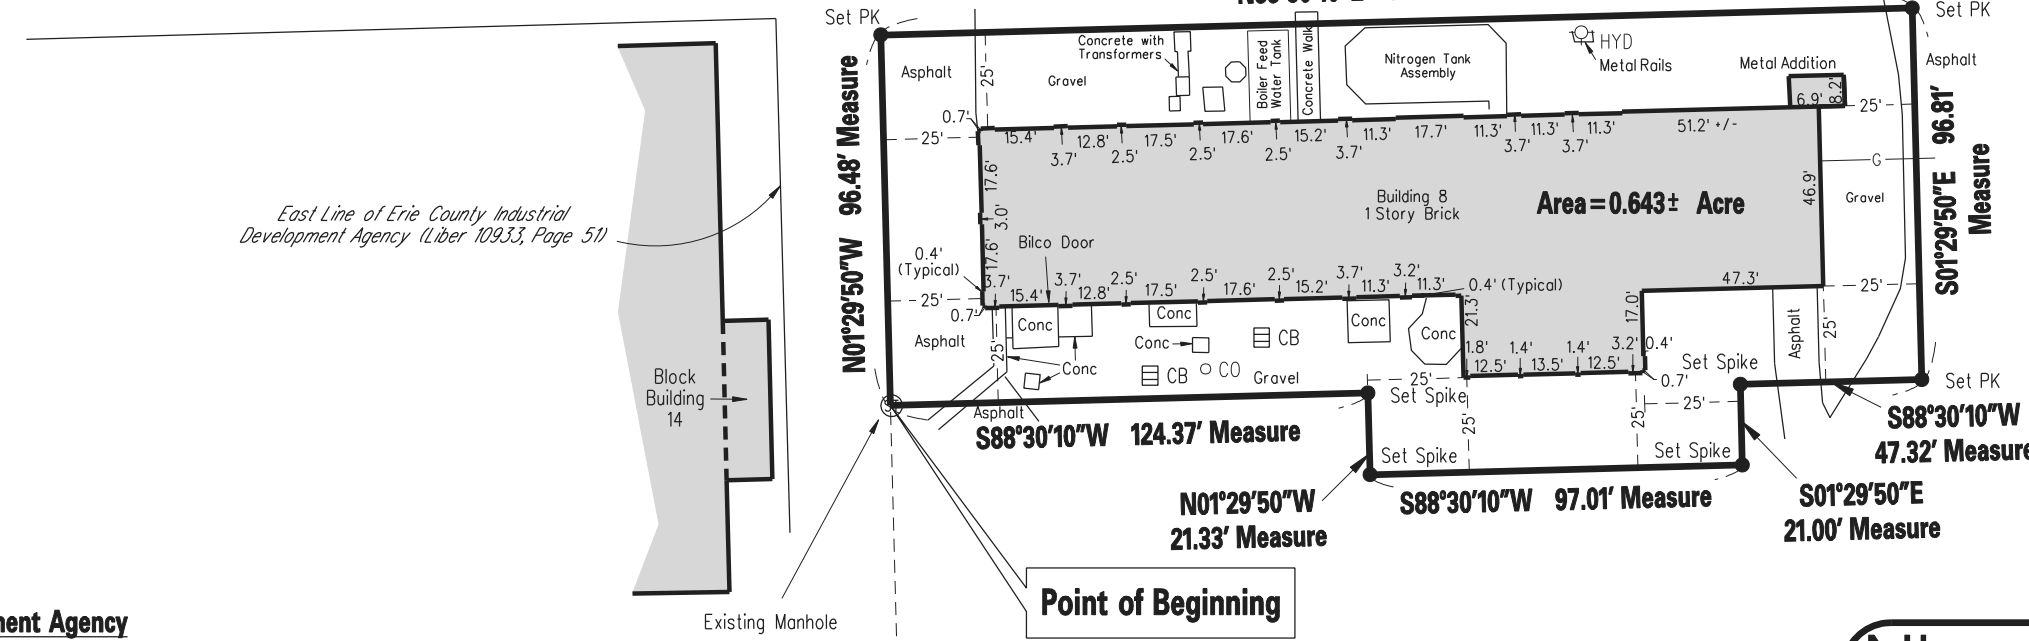 Set PK
Set PK
Asphalt
25'
Concrete with
Transformers
Gravel
Boiler Feed
Water Tank
Concrete Walk
Nitrogen Tank
Assembly
HYD
Metal Rails
Metal Addition
Asphalt
6.9'
8.2'
25'
0.7'
25'
15.4'
3.7'
12.8'
2.5'
17.5'
2.5'
17.6'
2.5'
15.2'
3.7'
11.3'
17.7'
11.3'
3.7'
11.3'
3.7'
11.3'
51.2' +/-
N01°29'50"W 96.48' Measure
S01°29'50"E 96.81'
Measure
17.6'
3.0'
17.6'
Building 8
1 Story Brick
Area = 0.643± Acre
46.9'
G
Gravel
East Line of Erie County Industrial
Development Agency (Liber 10933, Page 51)
Bilco Door
0.4'
(Typical)
25'
0.7'
3.7'
15.4'
3.7'
12.8'
2.5'
17.5'
2.5'
17.6'
2.5'
15.2'
3.7'
11.3'
3.2'
11.3'
0.4' (Typical)
47.3'
25'
Asphalt
25'
Conc
Conc
Conc
Conc
Conc
Conc
CB
CB
CO
Gravel
21.3'
17.0'
1.8'
12.5'
1.4'
13.5'
1.4'
12.5'
3.2'
0.4'
0.7'
Asphalt
25'
25'
Set Spike
Set Spike
25'
25'
25'
Set PK
Block
Building
14
Asphalt
S88°30'10"W 124.37' Measure
Set Spike
Set Spike
S88°30'10"W
47.32' Measure
N01°29'50"W
21.33' Measure
S88°30'10"W 97.01' Measure
S01°29'50"E
21.00' Measure
Point of Beginning
Existing Manhole
ment Agency